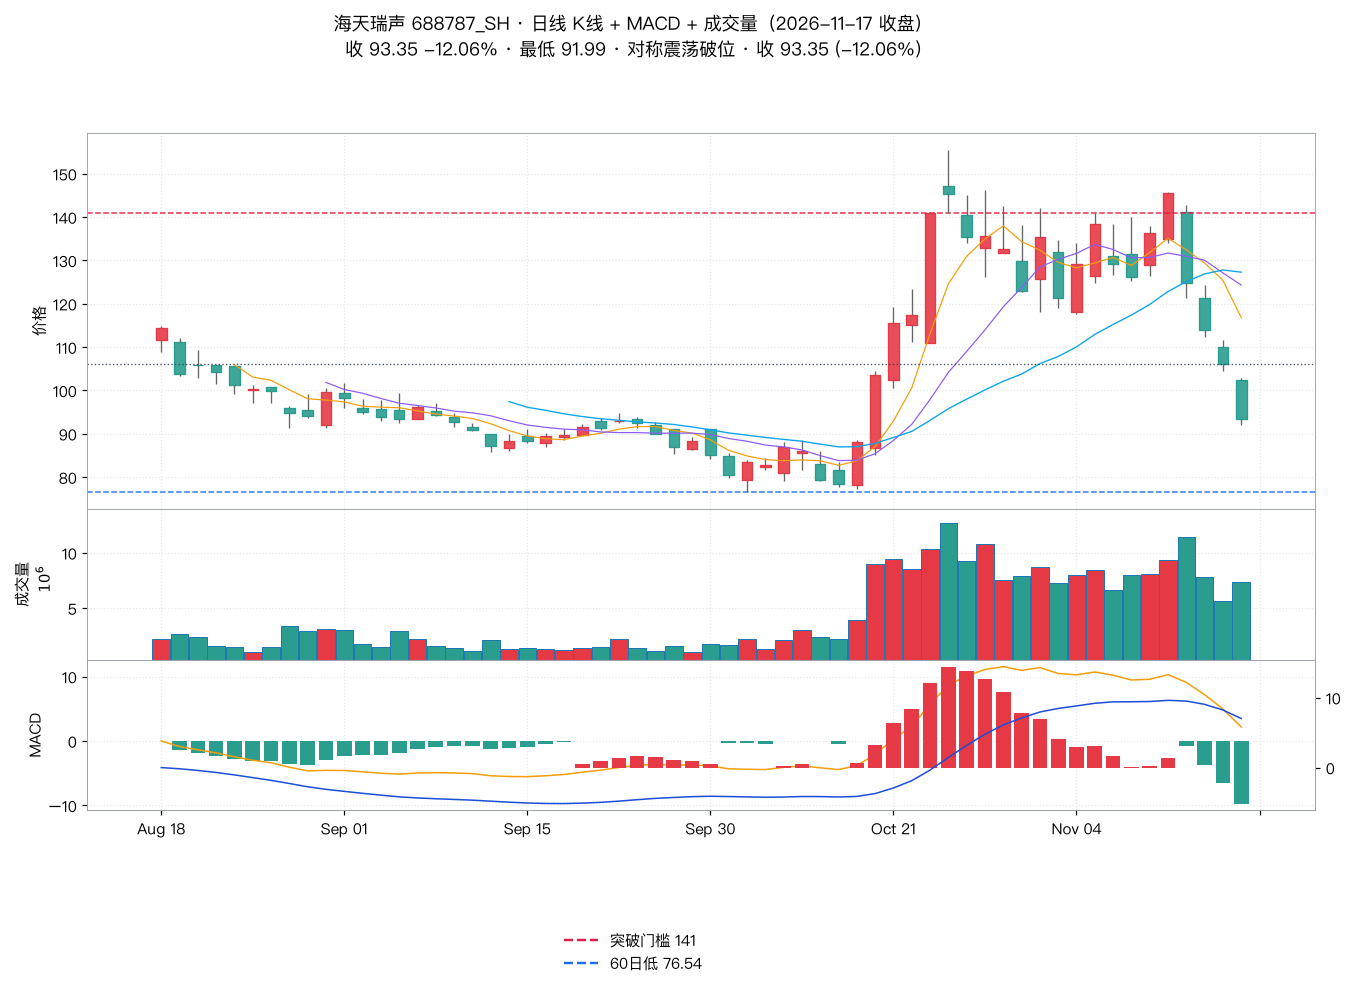 海天瑞声 688787_SH · 日线 K线 + MACD + 成交量（2026–11–17 收盘）
收 93.35 −12.06% · 最低 91.99 · 对称震荡破位 · 收 93.35 (−12.06%)
价格
150
140
130
120
110
100
90
80
成交量
10⁶
10
5
MACD
10
0
−10
10
0
Aug 18
Sep 01
Sep 15
Sep 30
Oct 21
Nov 04
突破门槛 141
60日低 76.54